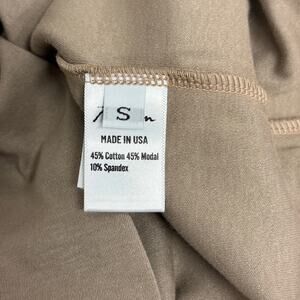 S
MADE IN USA
45% Cotton 45% Modal
10% Spandex